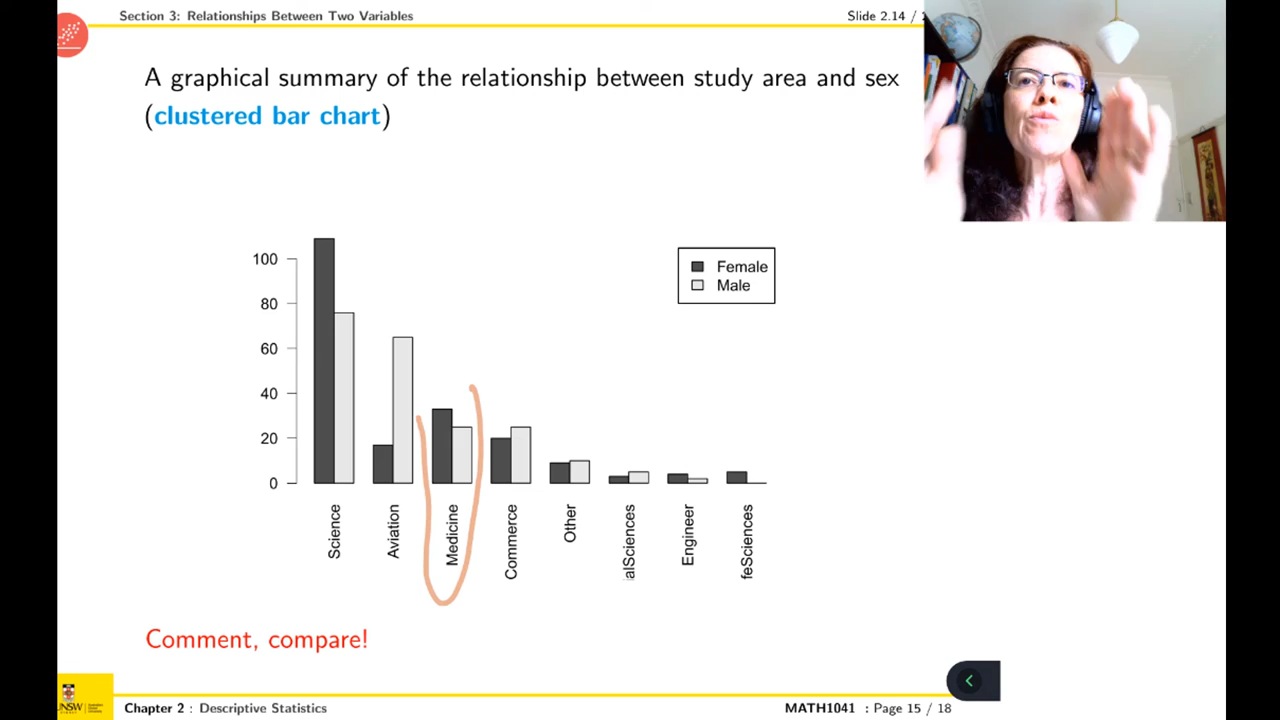 Section 3: Relationships Between Two Variables
Slide 2.14 /
A graphical summary of the relationship between study area and sex
(clustered bar chart)
100
80
60
40
20
0
Female
Male
Science
Aviation
Medicine
Commerce
Other
alSciences
Engineer
feSciences
Comment, compare!
UNSW
Chapter 2 : Descriptive Statistics
MATH1041 : Page 15 / 18